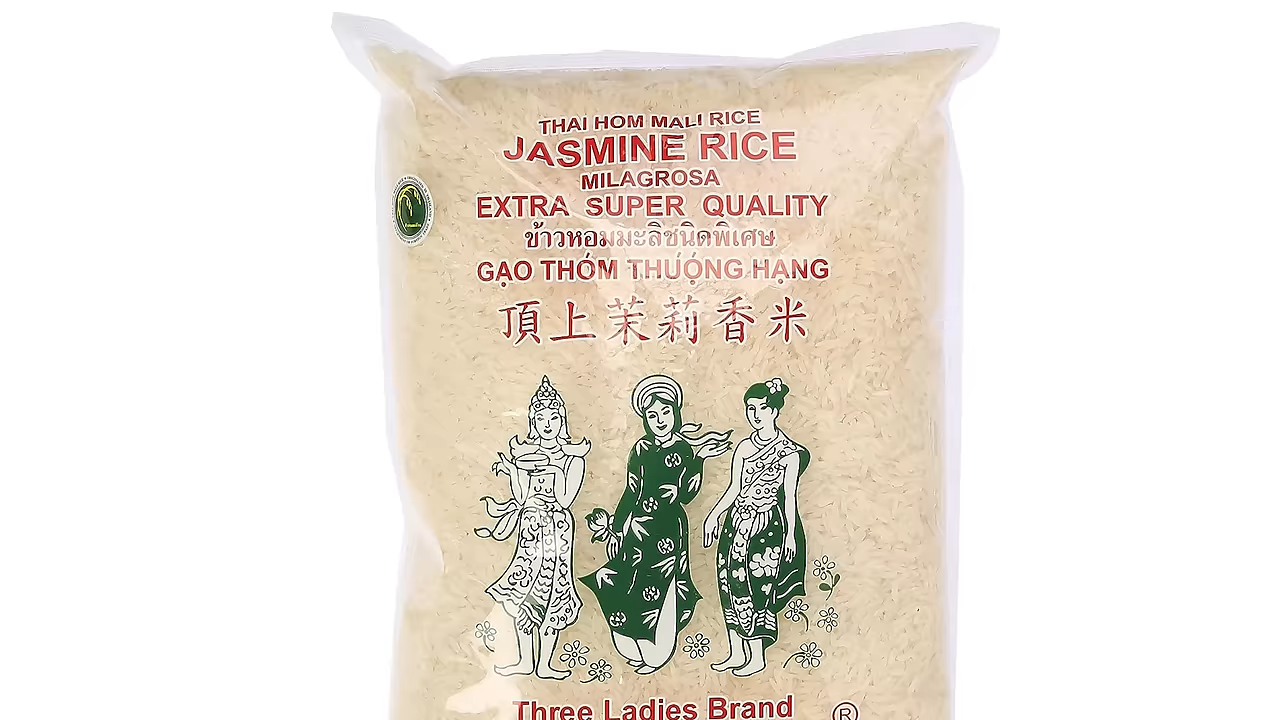 THAI HOM MALI RICE
JASMINE RICE
MILAGROSA
EXTRA SUPER QUALITY
ข้าวหอมมะลิชนิดพิเศษ
GẠO THÓM THƯỢNG HẠNG
頂上茉莉香米
Three Ladies Brand ®